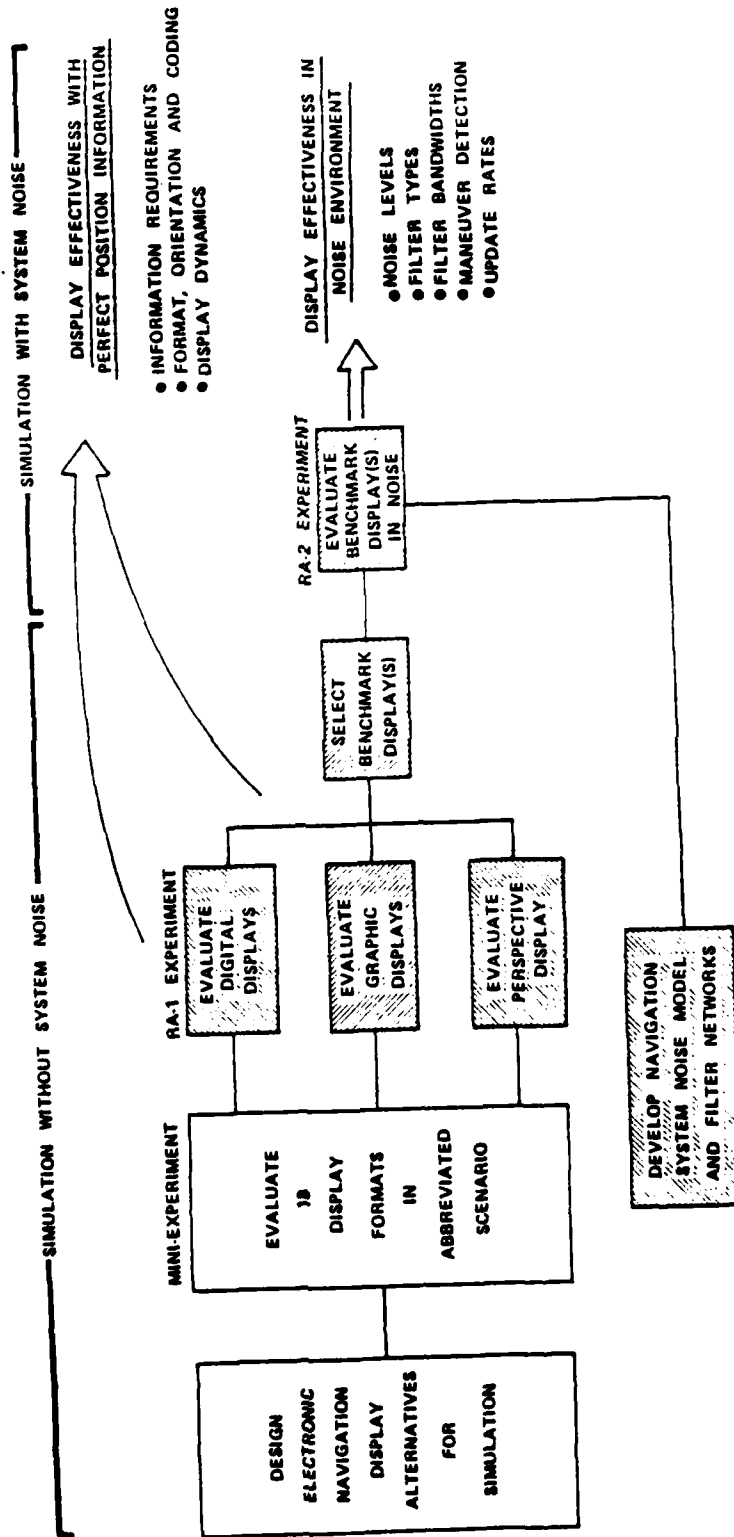 SIMULATION WITHOUT SYSTEM NOISE
SIMULATION WITH SYSTEM NOISE
DESIGN
ELECTRONIC
NAVIGATION
DISPLAY
ALTERNATIVES
FOR
SIMULATION
MINI-EXPERIMENT
EVALUATE
DISPLAY
FORMATS
IN
ABBREVIATED
SCENARIO
RA-1 EXPERIMENT
EVALUATE
DIGITAL
DISPLAYS
EVALUATE
GRAPHIC
DISPLAYS
EVALUATE
PERSPECTIVE
DISPLAY
SELECT
BENCHMARK
DISPLAY(S)
RA-2 EXPERIMENT
EVALUATE
BENCHMARK
DISPLAY(S)
IN NOISE
DEVELOP NAVIGATION
SYSTEM NOISE MODEL
AND FILTER NETWORKS
DISPLAY EFFECTIVENESS WITH
PERFECT POSITION INFORMATION
● INFORMATION REQUIREMENTS
● FORMAT, ORIENTATION AND CODING
● DISPLAY DYNAMICS
DISPLAY EFFECTIVENESS IN
NOISE ENVIRONMENT
●NOISE LEVELS
●FILTER TYPES
●FILTER BANDWIDTHS
●MANEUVER DETECTION
●UPDATE RATES